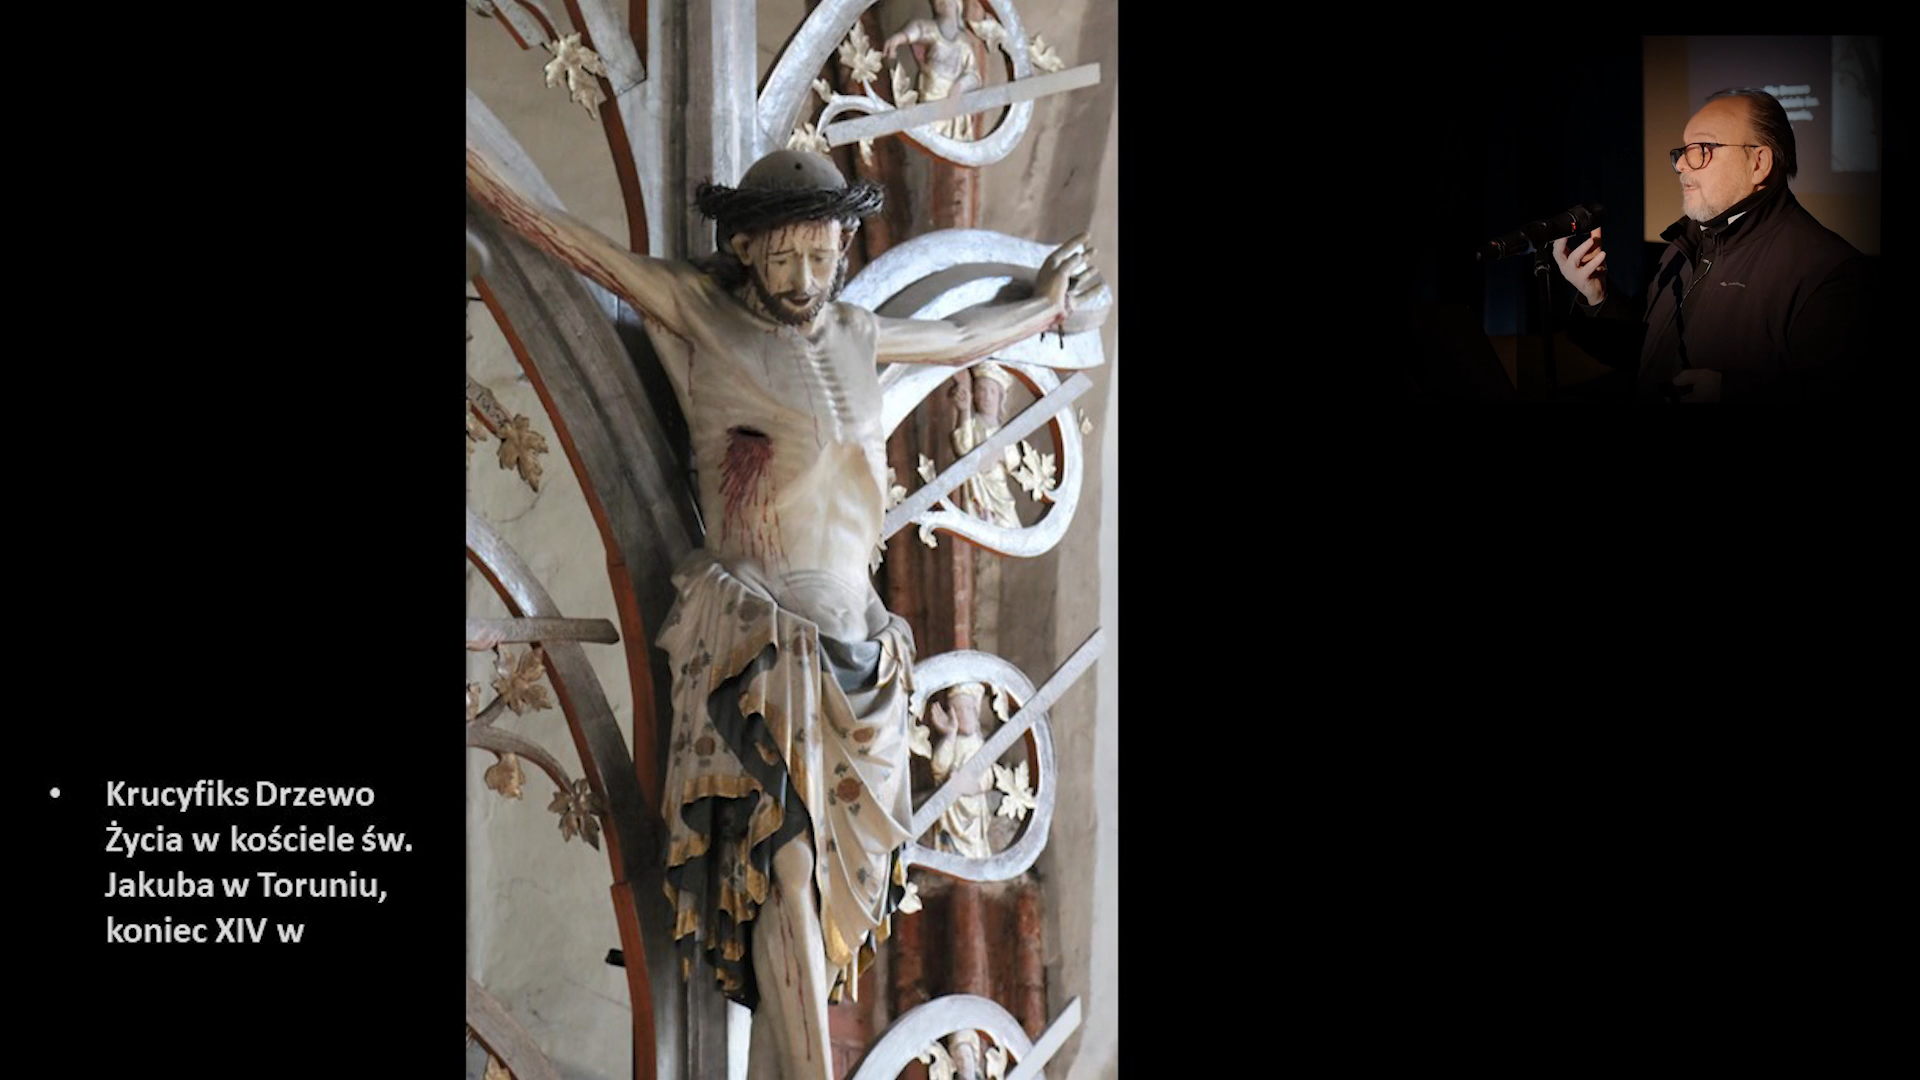 • Krucyfiks Drzewo
Życia w kościele św.
Jakuba w Toruniu,
koniec XIV w